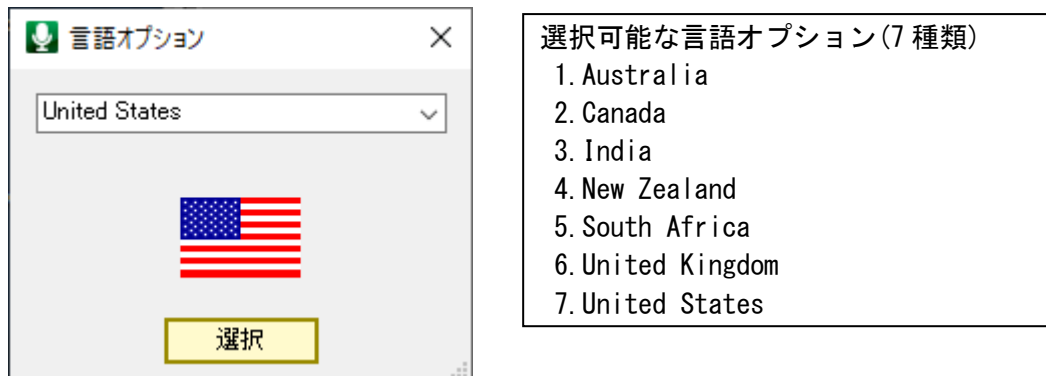 言語オプション
United States
選択
選択可能な言語オプション(7種類)
1.Australia
2.Canada
3.India
4.New Zealand
5.South Africa
6.United Kingdom
7.United States